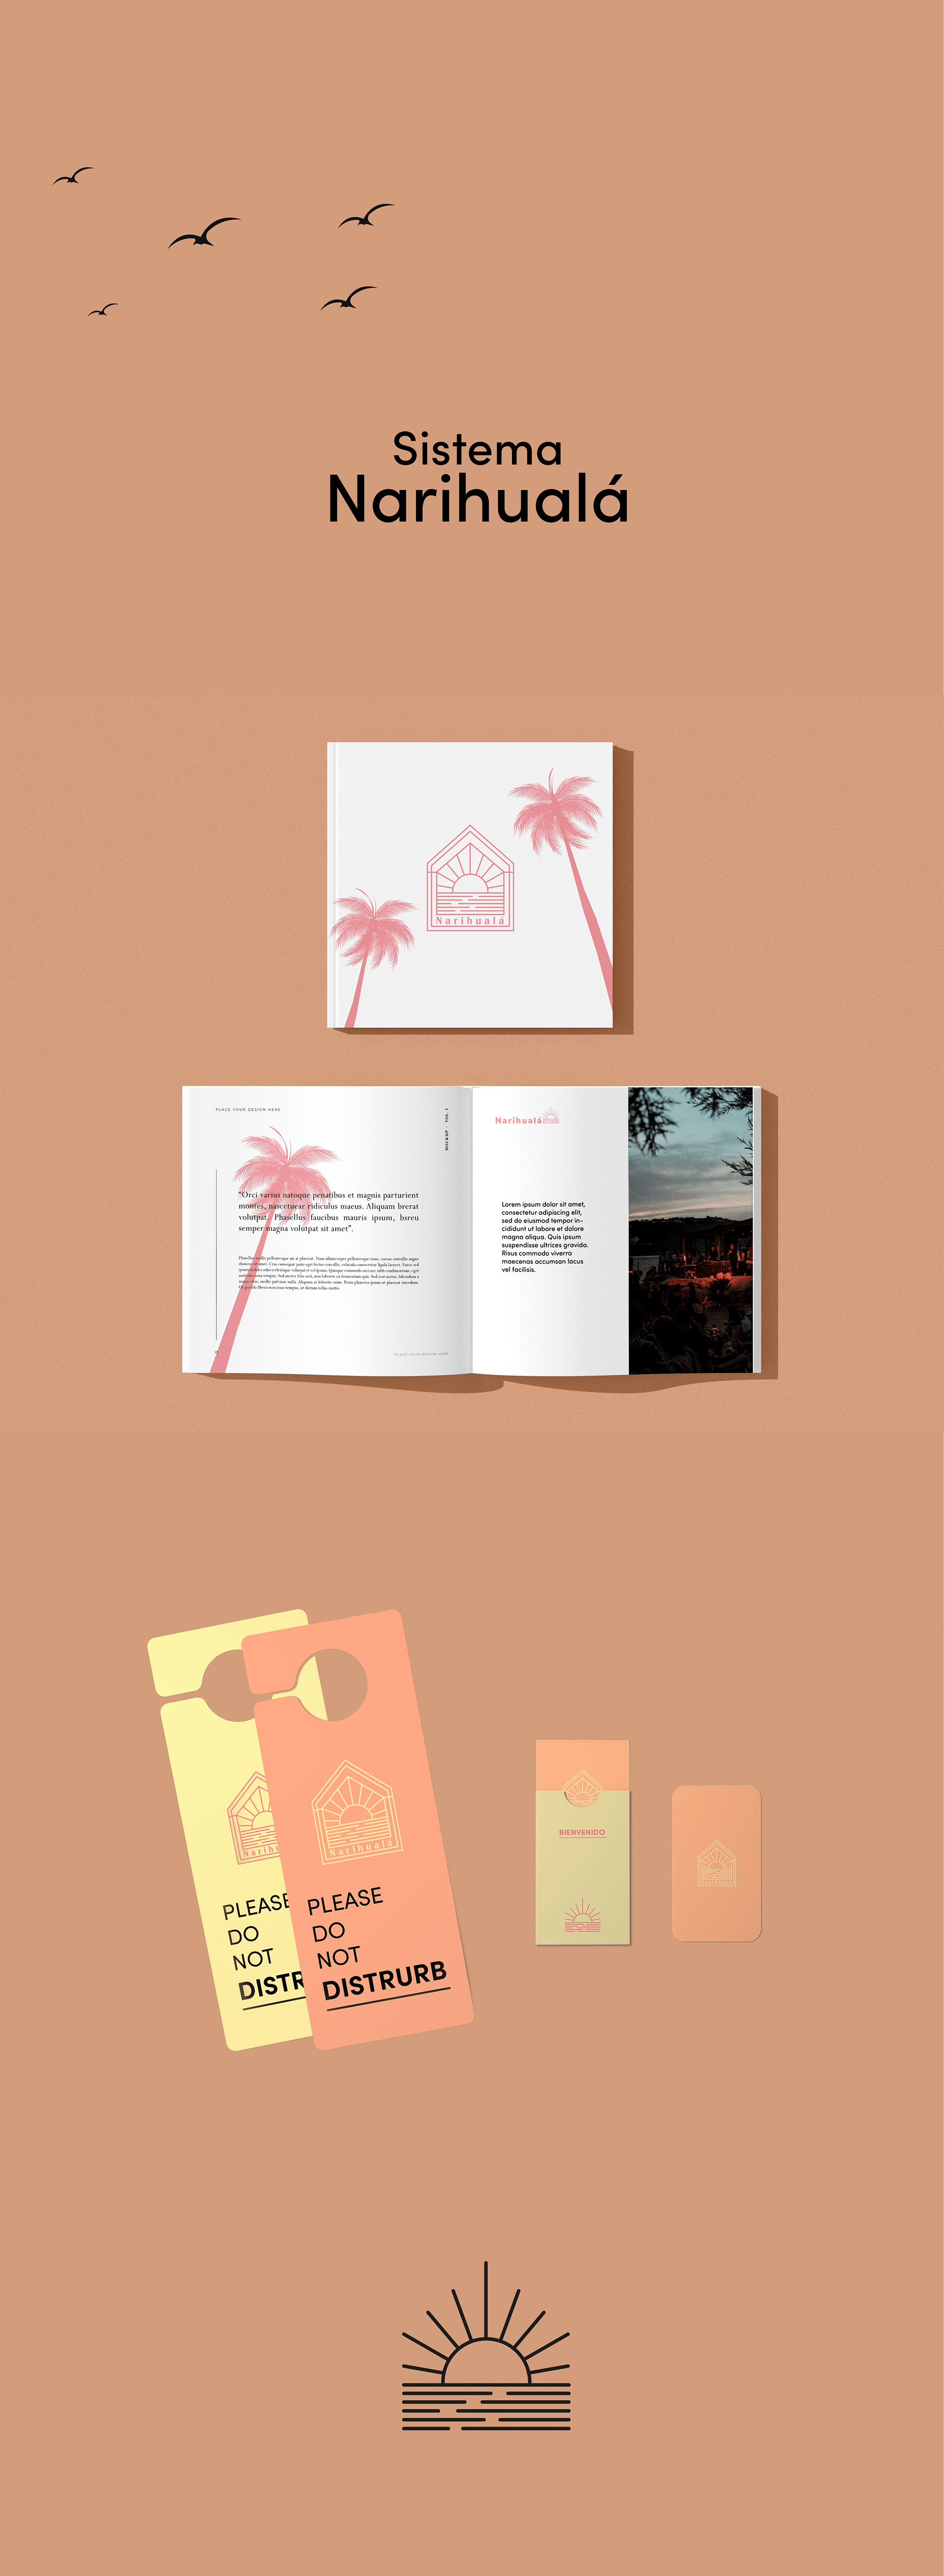 Sistema
Narihualá
Narihualá
PLACE YOUR DESIGN HERE
MOCKUP · VOL. 1
"Orci varius natoque penatibus et magnis parturient
montes, nascetuear ridiculus maeus. Aliquam brerat
volutpat. Phasellus faucibus mauris ipsum, bsreu
semper magna volutpat sit amet".
PLACE YOUR DESIGN HERE
Narihualá
Lorem ipsum dolor sit amet,
consectetur adipiscing elit,
sed do eiusmod tempor in-
cididunt ut labore et dolore
magna aliqua. Quis ipsum
suspendisse ultrices gravida.
Risus commodo viverra
maecenas accumsan lacus
vel facilisis.
Narihu
PLEASE
DO
NOT
DISTR
Narihualá
PLEASE
DO
NOT
DISTRURB
BIENVENIDO